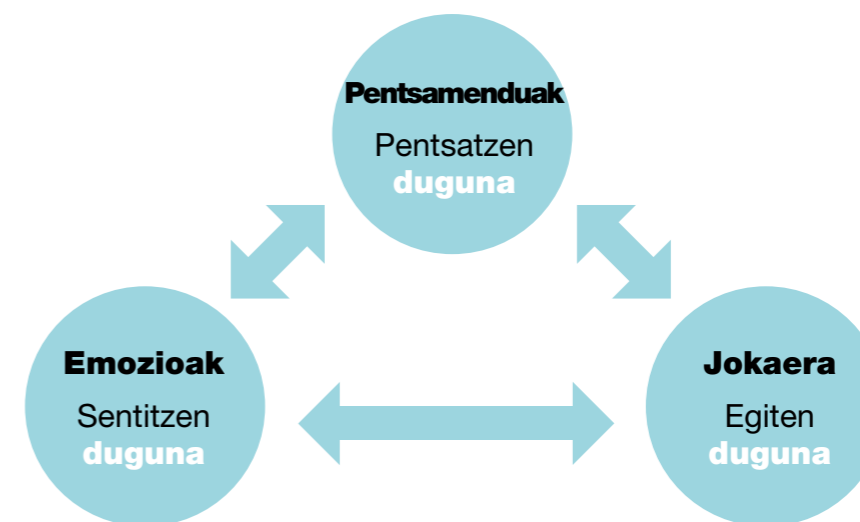 Pentsamenduak
Pentsatzen
duguna
Emozioak
Sentitzen
duguna
Jokaera
Egiten
duguna